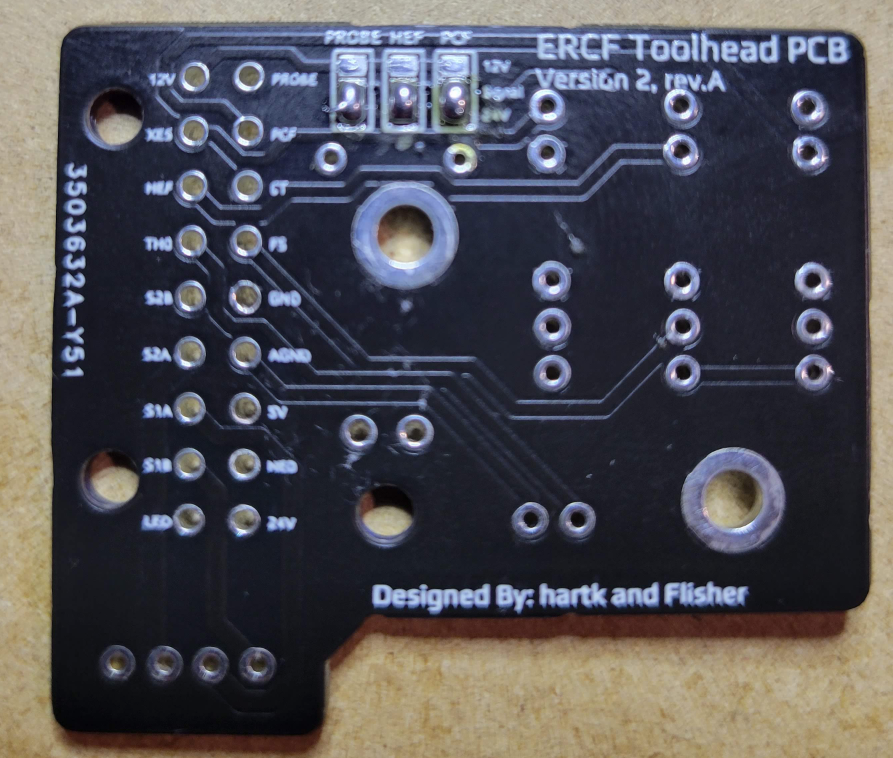 PROBE HEF PCF
ERCF Toolhead PCB
Version 2, rev.A
12V
Signal
24V
12V PROBE
XES PCF
HEF CT
TH0 FS
S2B GND
S2A AGND
S1A 5V
S1B NEO
LED 24V
3503632A-Y51
Designed By: hartk and Flisher